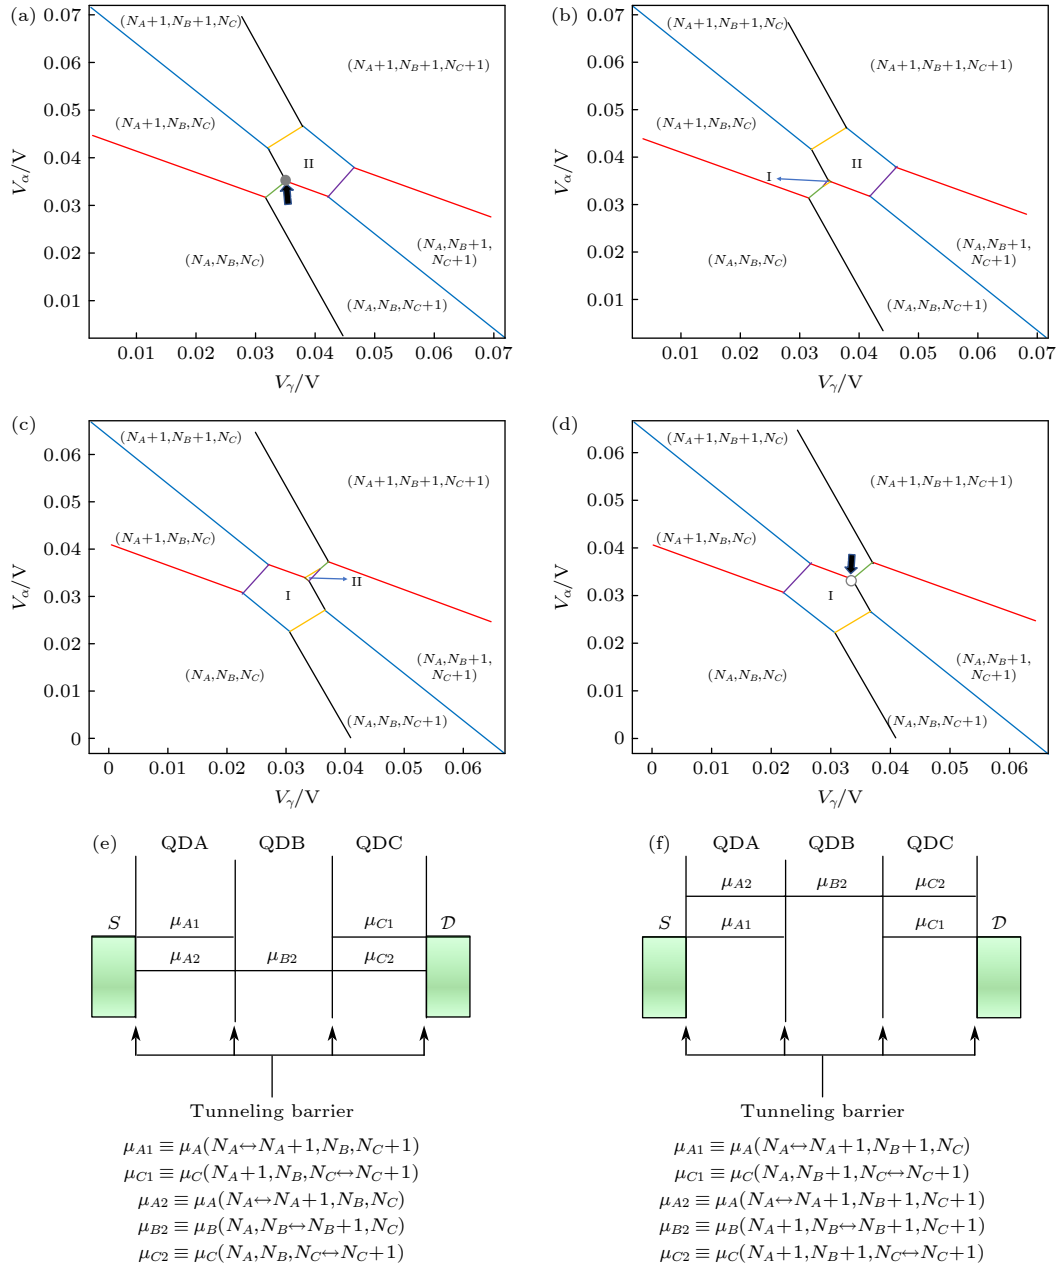 (a)
0.07
0.06
0.05
0.04
0.03
0.02
0.01
Vα/V
(N_A+1,N_B+1,N_C)
(N_A+1,N_B+1,N_C+1)
(N_A+1,N_B,N_C)
II
(N_A,N_B,N_C)
(N_A,N_B+1,
N_C+1)
(N_A,N_B,N_C+1)
0.01 0.02 0.03 0.04 0.05 0.06 0.07
Vγ/V
(b)
0.07
0.06
0.05
0.04
0.03
0.02
0.01
Vα/V
(N_A+1,N_B+1,N_C)
(N_A+1,N_B+1,N_C+1)
(N_A+1,N_B,N_C)
II
I
(N_A,N_B,N_C)
(N_A,N_B+1,
N_C+1)
(N_A,N_B,N_C+1)
0.01 0.02 0.03 0.04 0.05 0.06 0.07
Vγ/V
(c)
0.06
0.05
0.04
0.03
0.02
0.01
0
Vα/V
(N_A+1,N_B+1,N_C)
(N_A+1,N_B+1,N_C+1)
(N_A+1,N_B,N_C)
II
I
(N_A,N_B,N_C)
(N_A,N_B+1,
N_C+1)
(N_A,N_B,N_C+1)
0 0.01 0.02 0.03 0.04 0.05 0.06
Vγ/V
(d)
0.06
0.05
0.04
0.03
0.02
0.01
0
Vα/V
(N_A+1,N_B+1,N_C)
(N_A+1,N_B+1,N_C+1)
(N_A+1,N_B,N_C)
I
(N_A,N_B,N_C)
(N_A,N_B+1,
N_C+1)
(N_A,N_B,N_C+1)
0 0.01 0.02 0.03 0.04 0.05 0.06
Vγ/V
(e)
QDA QDB QDC
S μ_A1 μ_C1 D
μ_A2 μ_B2 μ_C2
Tunneling barrier
μ_A1 ≡ μ_A(N_A↔N_A+1,N_B,N_C+1)
μ_C1 ≡ μ_C(N_A+1,N_B,N_C↔N_C+1)
μ_A2 ≡ μ_A(N_A↔N_A+1,N_B,N_C)
μ_B2 ≡ μ_B(N_A,N_B↔N_B+1,N_C)
μ_C2 ≡ μ_C(N_A,N_B,N_C↔N_C+1)
(f)
QDA QDB QDC
μ_A2 μ_B2 μ_C2
S μ_A1 μ_C1 D
Tunneling barrier
μ_A1 ≡ μ_A(N_A↔N_A+1,N_B+1,N_C)
μ_C1 ≡ μ_C(N_A,N_B+1,N_C↔N_C+1)
μ_A2 ≡ μ_A(N_A↔N_A+1,N_B+1,N_C+1)
μ_B2 ≡ μ_B(N_A+1,N_B↔N_B+1,N_C+1)
μ_C2 ≡ μ_C(N_A+1,N_B+1,N_C↔N_C+1)